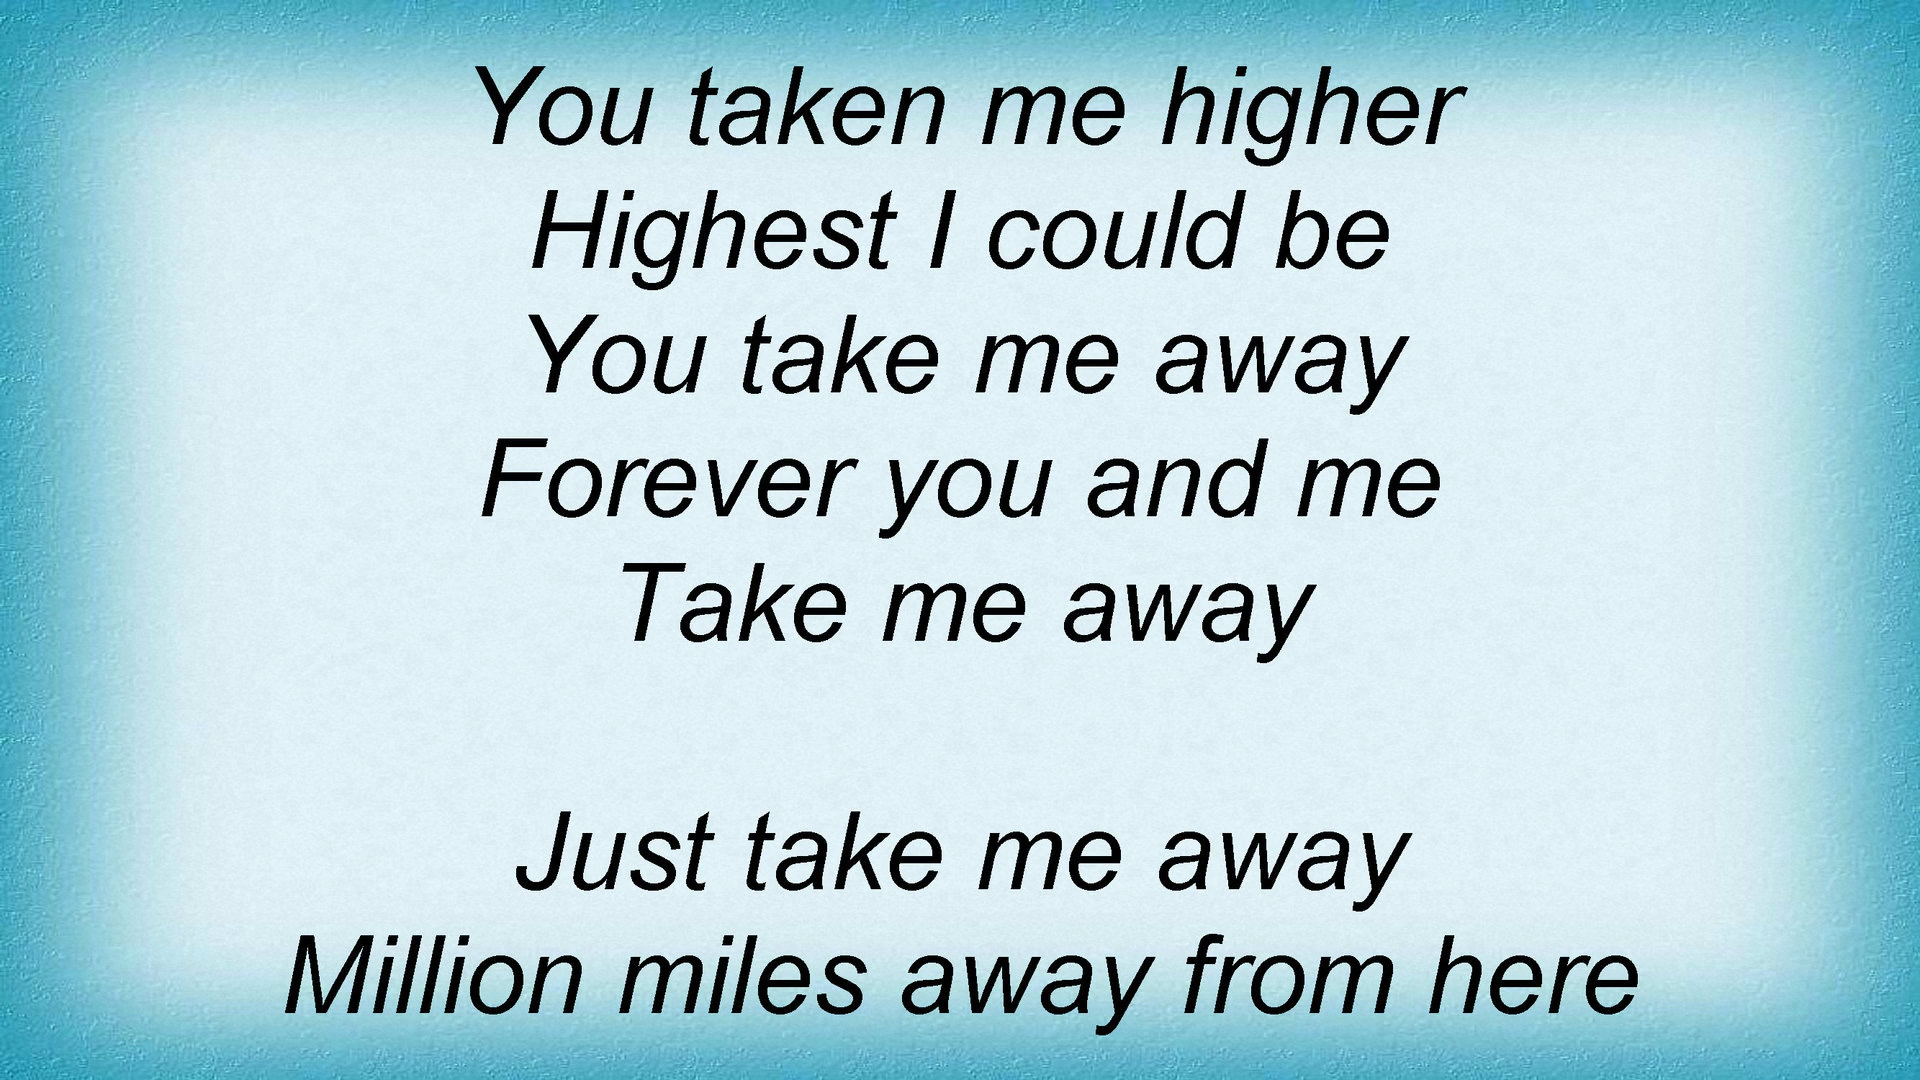 You taken me higher
Highest I could be
You take me away
Forever you and me
Take me away
Just take me away
Million miles away from here